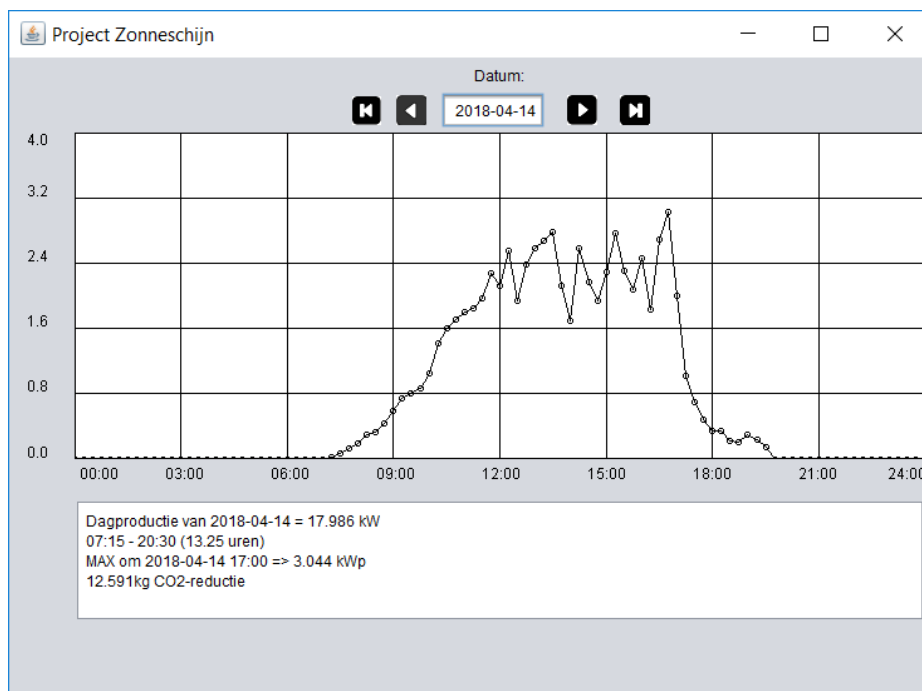 Project Zonneschijn
Datum:
2018-04-14
4.0
3.2
2.4
1.6
0.8
0.0
00:00 03:00 06:00 09:00 12:00 15:00 18:00 21:00 24:00
Dagproductie van 2018-04-14 = 17.986 kW
07:15 - 20:30 (13.25 uren)
MAX om 2018-04-14 17:00 => 3.044 kWp
12.591kg CO2-reductie